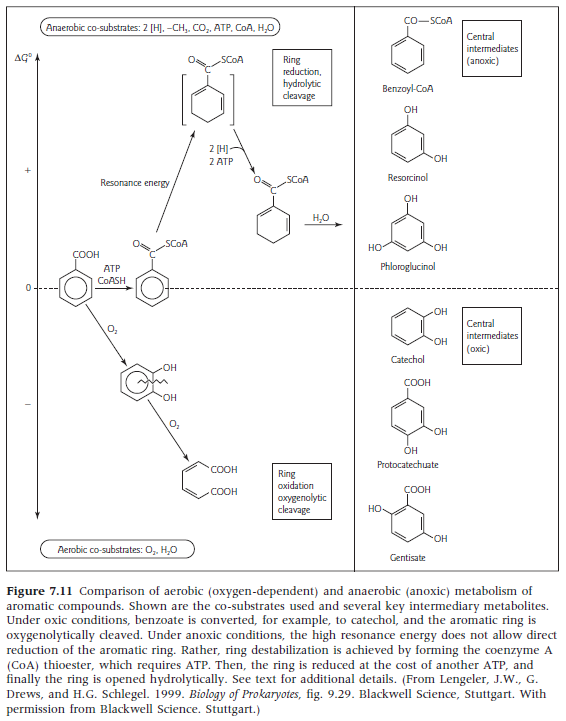 Anaerobic co-substrates: 2 [H], –CH₃, CO₂, ATP, CoA, H₂O
ΔG°
+
0
–
COOH
ATP
CoASH
O
SCoA
C
Resonance energy
O
SCoA
C
Ring
reduction,
hydrolytic
cleavage
2 [H]
2 ATP
O
SCoA
C
H₂O
O₂
OH
OH
O₂
COOH
COOH
Ring
oxidation
oxygenolytic
cleavage
Aerobic co-substrates: O₂, H₂O
CO—SCoA
Central
intermediates
(anoxic)
Benzoyl-CoA
OH
OH
Resorcinol
OH
HO
OH
Phloroglucinol
OH
OH
Central
intermediates
(oxic)
Catechol
COOH
OH
OH
Protocatechuate
COOH
HO
OH
Gentisate
Figure 7.11 Comparison of aerobic (oxygen-dependent) and anaerobic (anoxic) metabolism of
aromatic compounds. Shown are the co-substrates used and several key intermediary metabolites.
Under oxic conditions, benzoate is converted, for example, to catechol, and the aromatic ring is
oxygenolytically cleaved. Under anoxic conditions, the high resonance energy does not allow direct
reduction of the aromatic ring. Rather, ring destabilization is achieved by forming the coenzyme A
(CoA) thioester, which requires ATP. Then, the ring is reduced at the cost of another ATP, and
finally the ring is opened hydrolytically. See text for additional details. (From Lengeler, J.W., G.
Drews, and H.G. Schlegel. 1999. Biology of Prokaryotes, fig. 9.29. Blackwell Science, Stuttgart. With
permission from Blackwell Science. Stuttgart.)